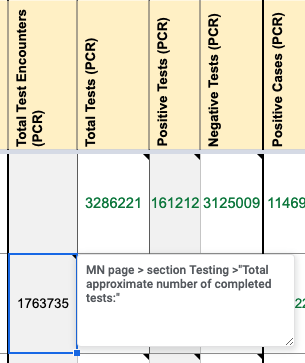 Total Test Encounters
(PCR)
Total Tests (PCR)
Positive Tests (PCR)
Negative Tests (PCR)
Positive Cases (PCR)
3286221 161212 3125009 11469
1763735
MN page > section Testing >"Total
approximate number of completed
tests:"